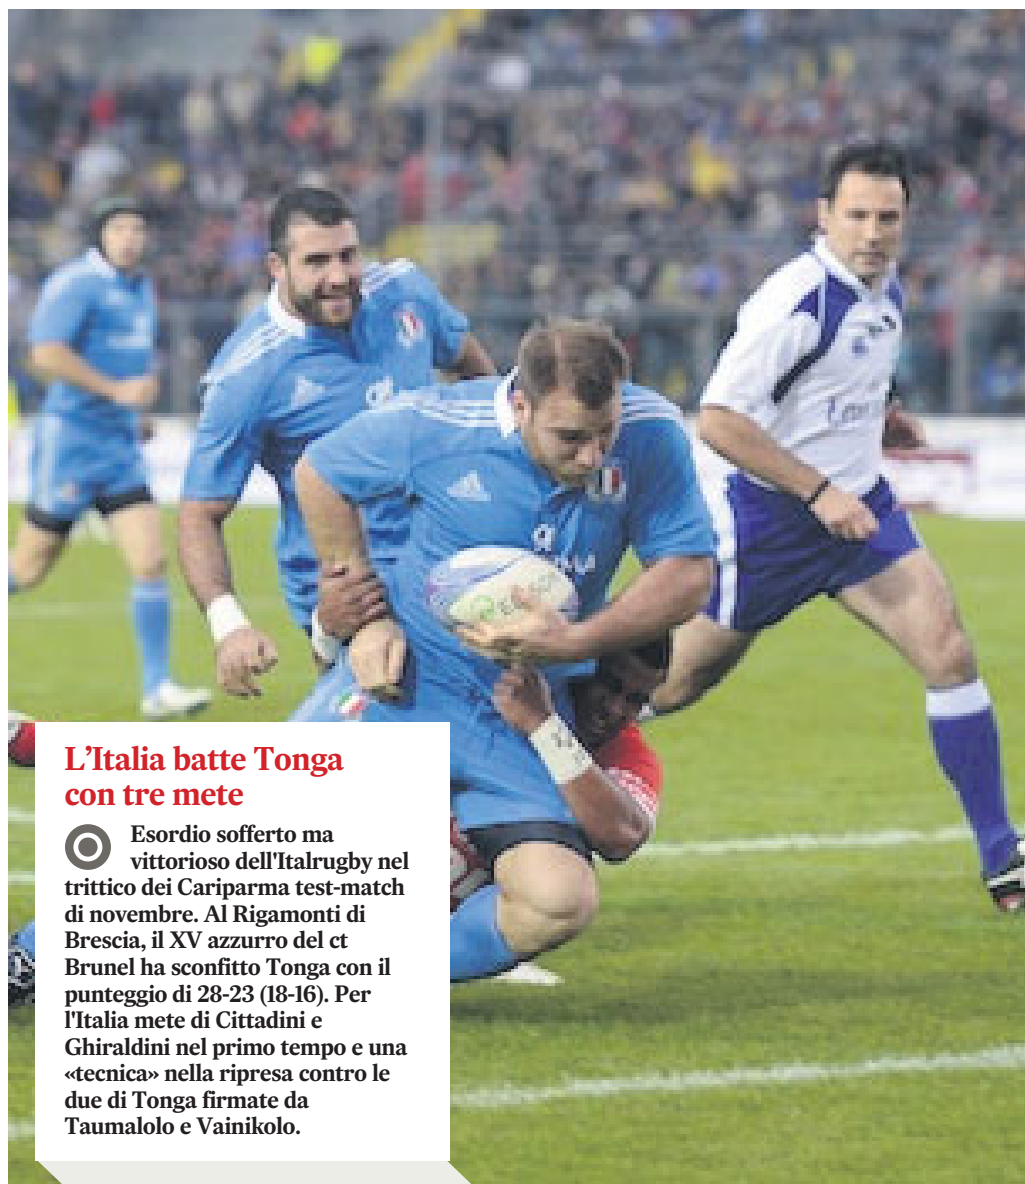 L’Italia batte Tonga
con tre mete
Esordio sofferto ma
vittorioso dell'Italrugby nel
trittico dei Cariparma test-match
di novembre. Al Rigamonti di
Brescia, il XV azzurro del ct
Brunel ha sconfitto Tonga con il
punteggio di 28-23 (18-16). Per
l'Italia mete di Cittadini e
Ghiraldini nel primo tempo e una
«tecnica» nella ripresa contro le
due di Tonga firmate da
Taumalolo e Vainikolo.